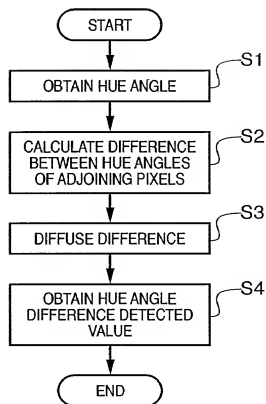 START
S1
OBTAIN HUE ANGLE
S2
CALCULATE DIFFERENCE
BETWEEN HUE ANGLES
OF ADJOINING PIXELS
S3
DIFFUSE DIFFERENCE
S4
OBTAIN HUE ANGLE
DIFFERENCE DETECTED
VALUE
END